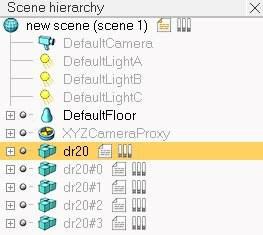 Scene hierarchy
new scene (scene 1)
DefaultCamera
DefaultLightA
DefaultLightB
DefaultLightC
DefaultFloor
XYZCameraProxy
dr20
dr20#0
dr20#1
dr20#2
dr20#3